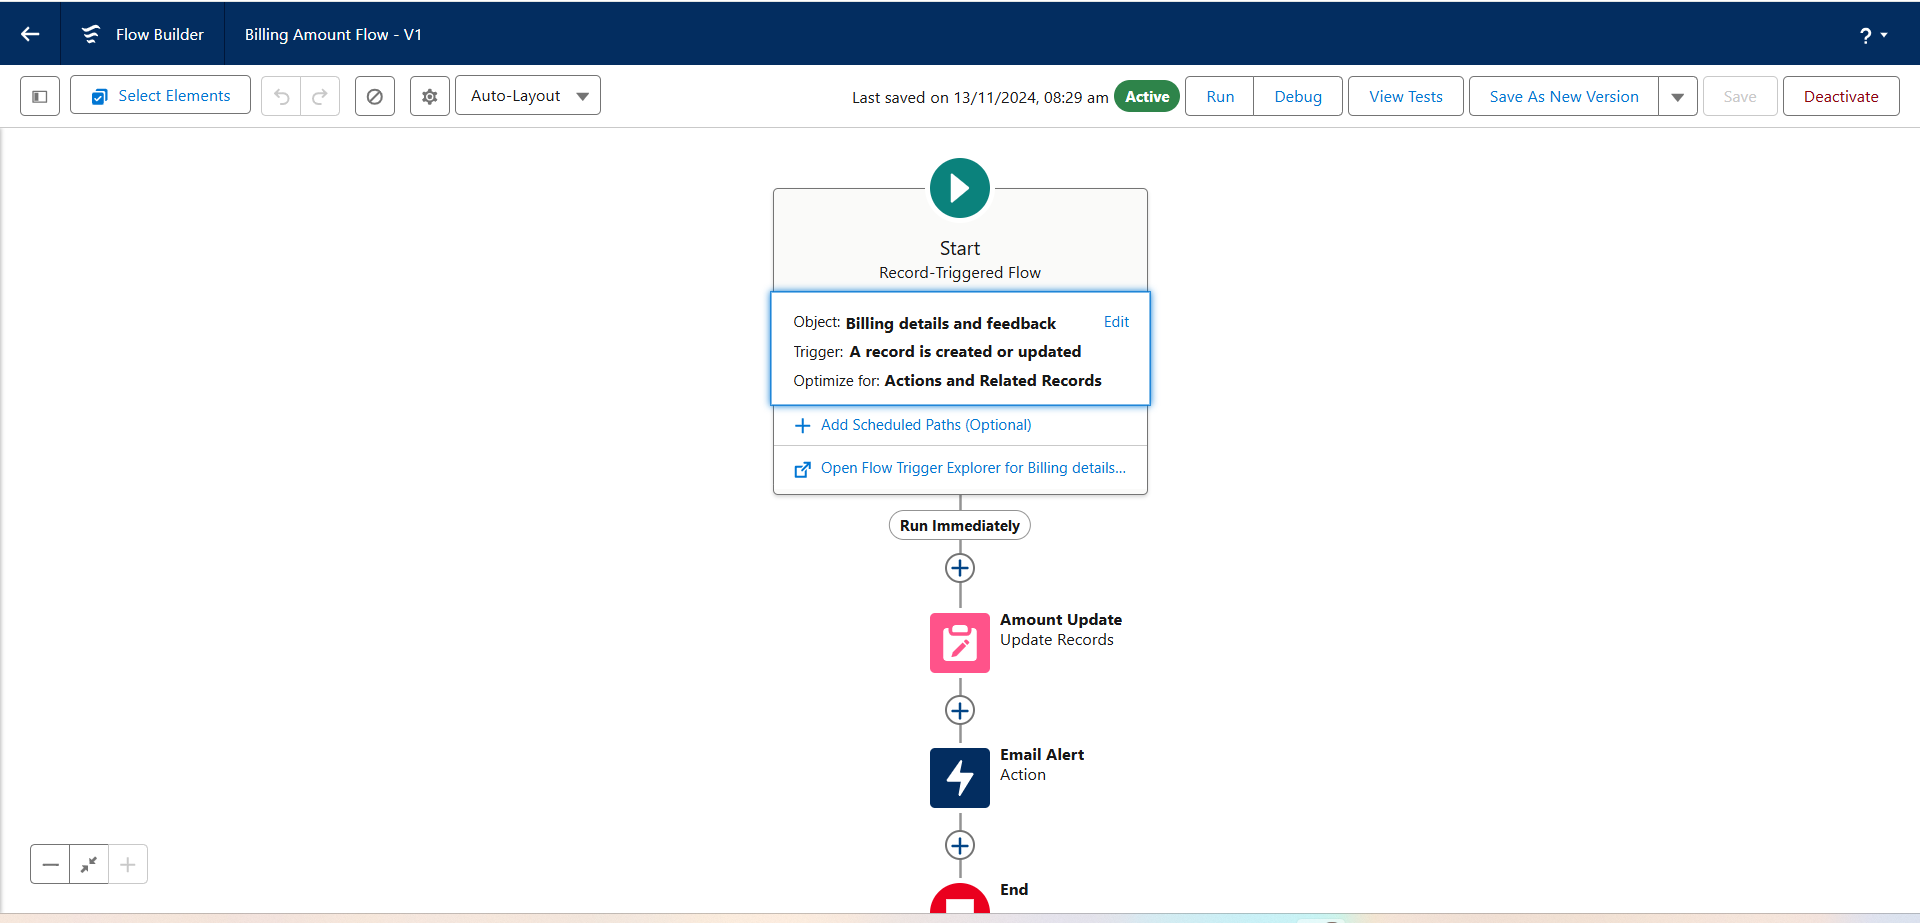 Flow Builder
Billing Amount Flow - V1
?
Select Elements
Auto-Layout
Last saved on 13/11/2024, 08:29 am
Active
Run
Debug
View Tests
Save As New Version
Save
Deactivate
Start
Record-Triggered Flow
Object: Billing details and feedback
Edit
Trigger: A record is created or updated
Optimize for: Actions and Related Records
Add Scheduled Paths (Optional)
Open Flow Trigger Explorer for Billing details...
Run Immediately
Amount Update
Update Records
Email Alert
Action
End